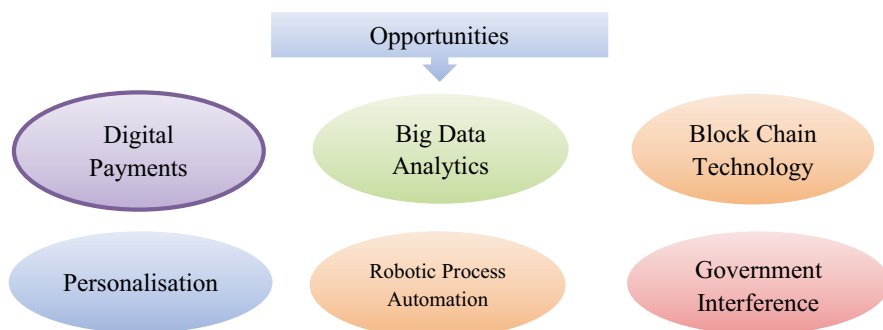 Opportunities
Digital
Payments
Big Data
Analytics
Block Chain
Technology
Personalisation
Robotic Process
Automation
Government
Interference